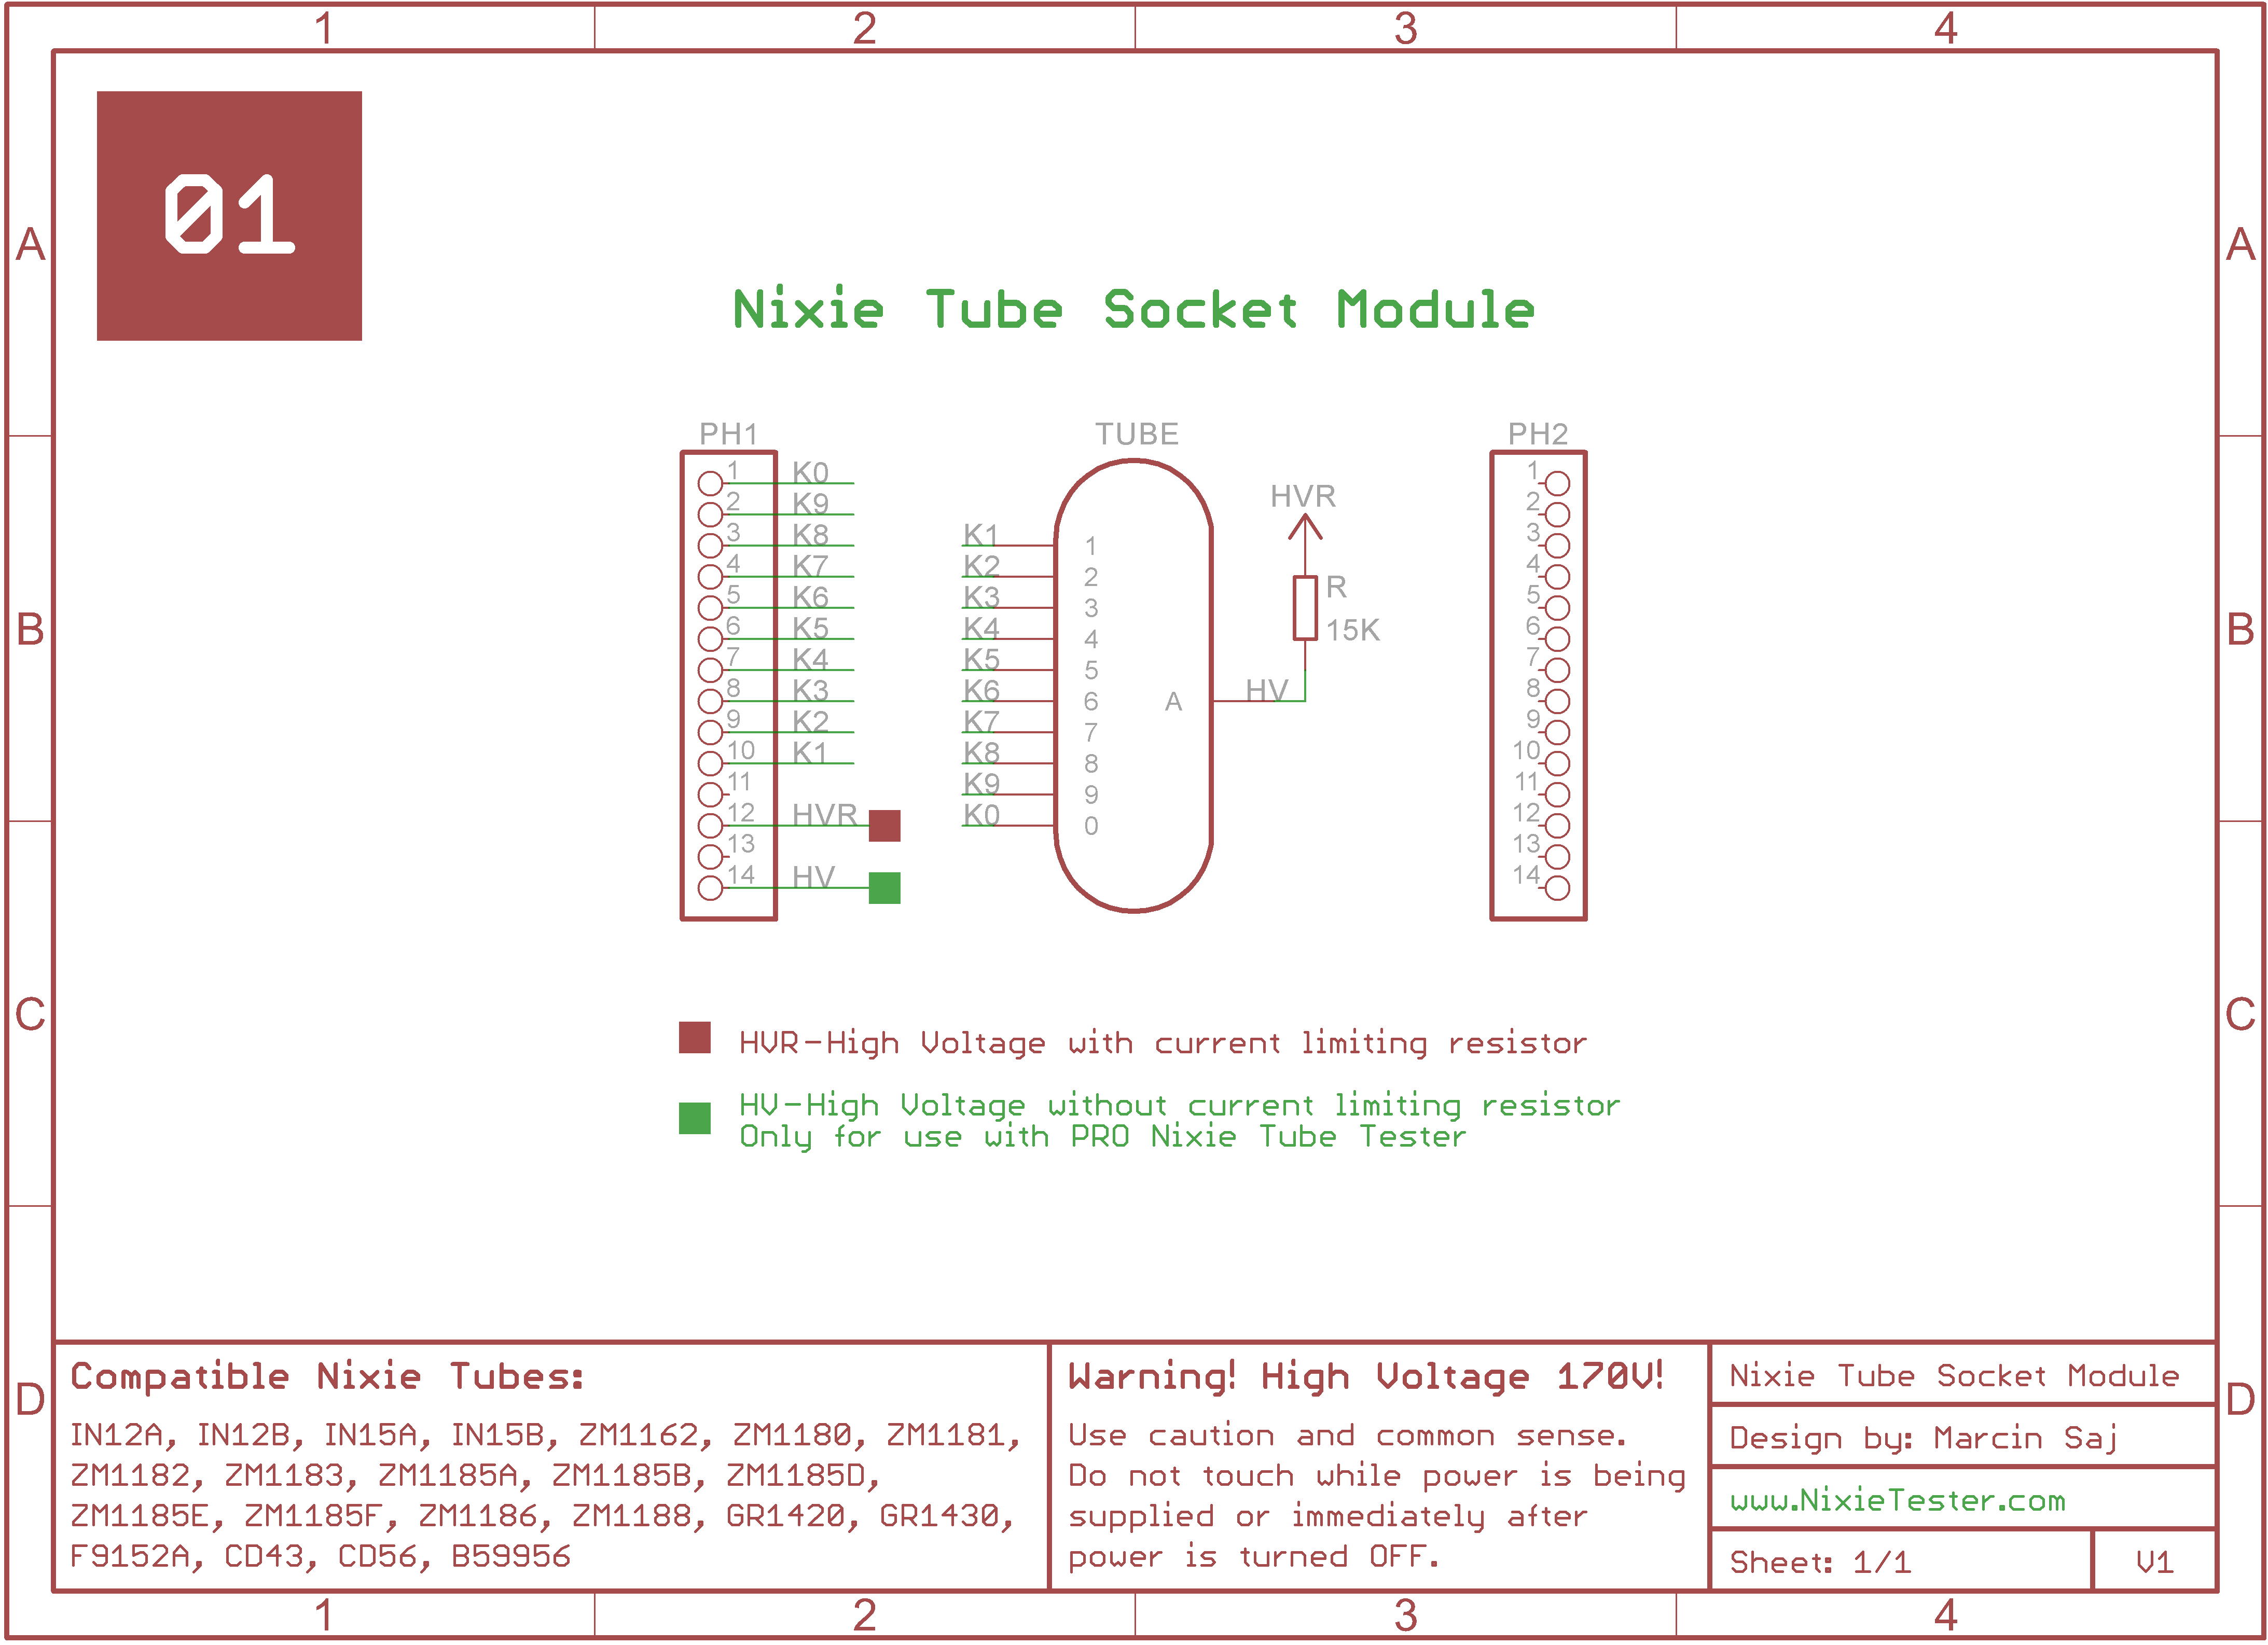 1 2 3 4
A A
01
Nixie Tube Socket Module
PH1 TUBE PH2
1 K0 1
2 K9 HVR 2
3 K8 K1 1 3
4 K7 K2 2 4
5 K6 K3 3 R 5
6 K5 K4 4 15K 6
7 K4 K5 5 7
8 K3 K6 6 A HV 8
9 K2 K7 7 9
10 K1 K8 8 10
11 K9 9 11
12 HVR K0 0 12
13 13
14 HV 14
B B
C C
HVR-High Voltage with current limiting resistor
HV-High Voltage without current limiting resistor
Only for use with PRO Nixie Tube Tester
D D
Compatible Nixie Tubes:
IN12A, IN12B, IN15A, IN15B, ZM1162, ZM1180, ZM1181,
ZM1182, ZM1183, ZM1185A, ZM1185B, ZM1185D,
ZM1185E, ZM1185F, ZM1186, ZM1188, GR1420, GR1430,
F9152A, CD43, CD56, B59956
Warning! High Voltage 170V!
Use caution and common sense.
Do not touch while power is being
supplied or immediately after
power is turned OFF.
Nixie Tube Socket Module
Design by: Marcin Saj
www.NixieTester.com
Sheet: 1/1 V1
1 2 3 4